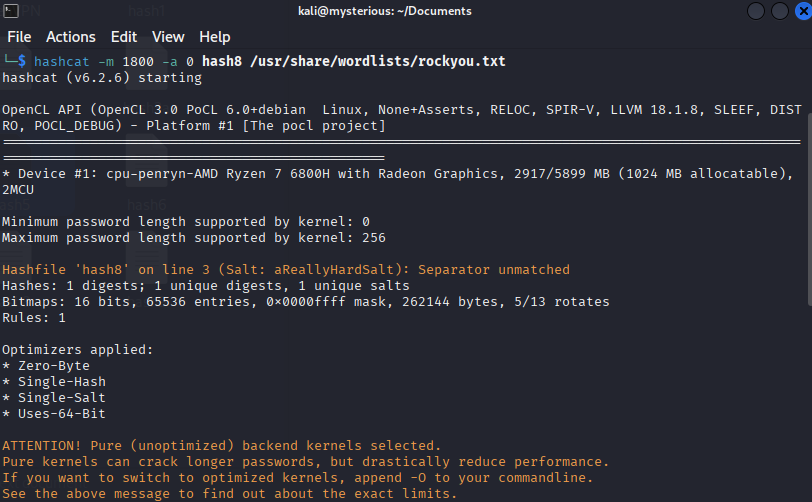 kali@mysterious: ~/Documents
File Actions Edit View Help
└─$ hashcat -m 1800 -a 0 hash8 /usr/share/wordlists/rockyou.txt
hashcat (v6.2.6) starting
OpenCL API (OpenCL 3.0 PoCL 6.0+debian  Linux, None+Asserts, RELOC, SPIR-V, LLVM 18.1.8, SLEEF, DIST
RO, POCL_DEBUG) - Platform #1 [The pocl project]
====================================================================================================
================================================
* Device #1: cpu-penryn-AMD Ryzen 7 6800H with Radeon Graphics, 2917/5899 MB (1024 MB allocatable),
2MCU
Minimum password length supported by kernel: 0
Maximum password length supported by kernel: 256
Hashfile 'hash8' on line 3 (Salt: aReallyHardSalt): Separator unmatched
Hashes: 1 digests; 1 unique digests, 1 unique salts
Bitmaps: 16 bits, 65536 entries, 0×0000ffff mask, 262144 bytes, 5/13 rotates
Rules: 1
Optimizers applied:
* Zero-Byte
* Single-Hash
* Single-Salt
* Uses-64-Bit
ATTENTION! Pure (unoptimized) backend kernels selected.
Pure kernels can crack longer passwords, but drastically reduce performance.
If you want to switch to optimized kernels, append -O to your commandline.
See the above message to find out about the exact limits.